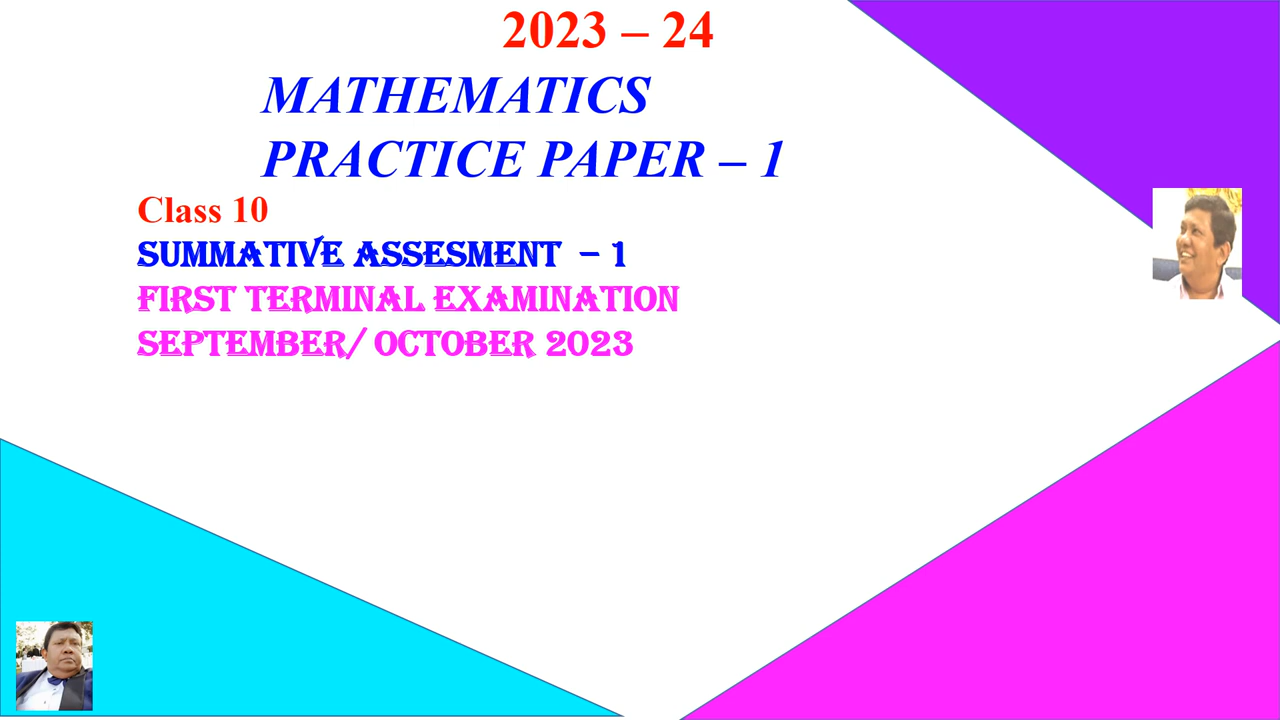 2023 – 24
MATHEMATICS
PRACTICE PAPER – 1
Class 10
SUMMATIVE ASSESMENT – 1
FIRST TERMINAL EXAMINATION
SEPTEMBER/ OCTOBER 2023